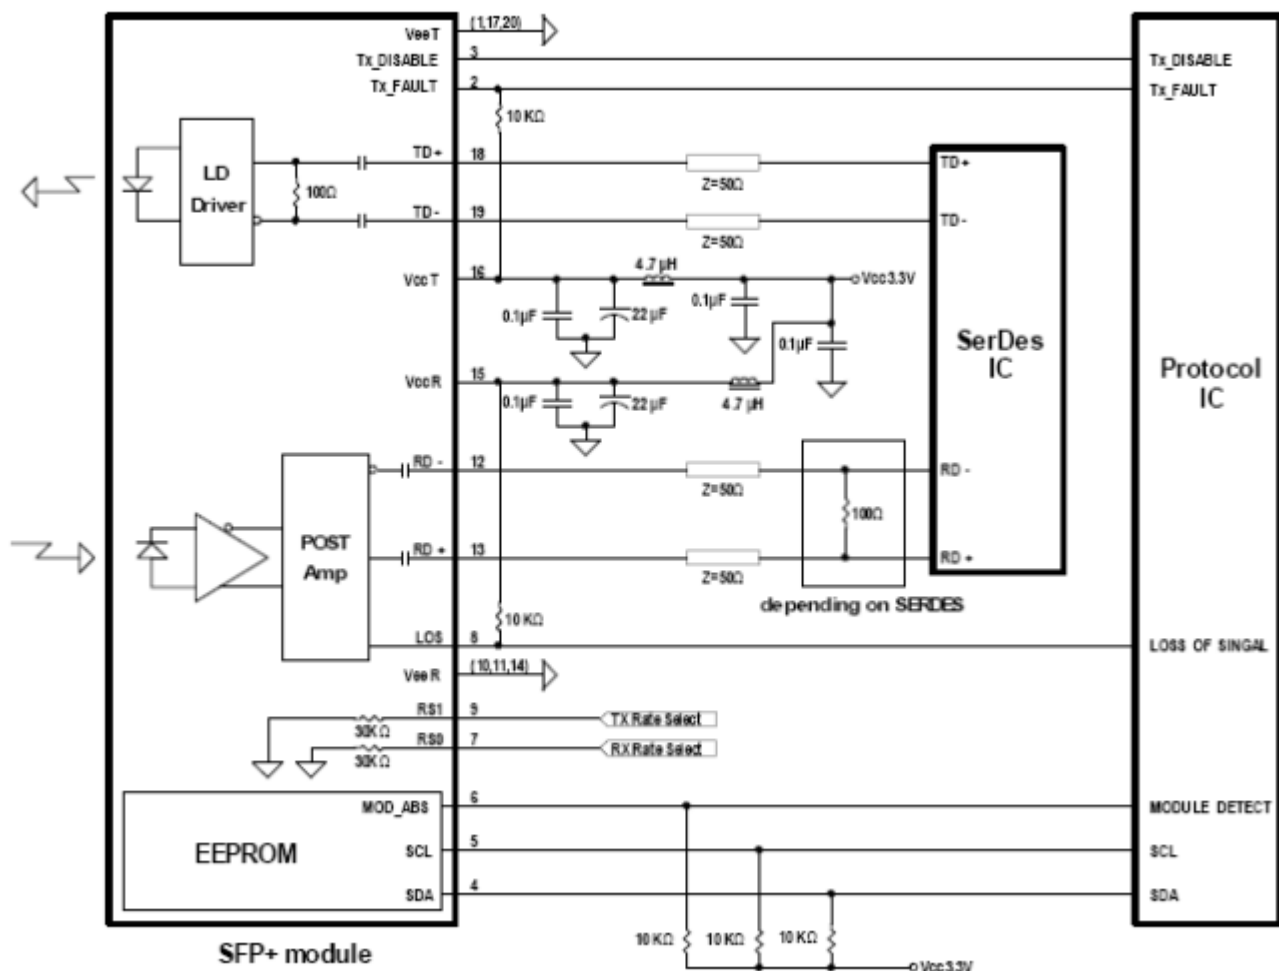 VeeT (1,17,20)
Tx_DISABLE 3 Tx_DISABLE
Tx_FAULT 2 Tx_FAULT
10 KΩ
LD Driver
100Ω
TD+ 18 Z=50Ω TD+
TD- 19 Z=50Ω TD-
4.7 µH
VccT 16 Vcc3.3V
0.1µF 22 µF 0.1µF
0.1µF
SerDes IC
Protocol IC
VccR 15
0.1µF 22 µF 4.7 µH
RD - 12 Z=50Ω RD -
100Ω
POST Amp
RD + 13 Z=50Ω RD +
depending on SERDES
10 KΩ
LOS 8 LOSS OF SINGAL
VeeR (10,11,14)
RS1 9 TX Rate Select
30KΩ
RS0 7 RX Rate Select
30KΩ
MOD_ABS 6 MODULE DETECT
EEPROM
SCL 5 SCL
SDA 4 SDA
10 KΩ 10 KΩ 10 KΩ
SFP+ module
Vcc3.3V